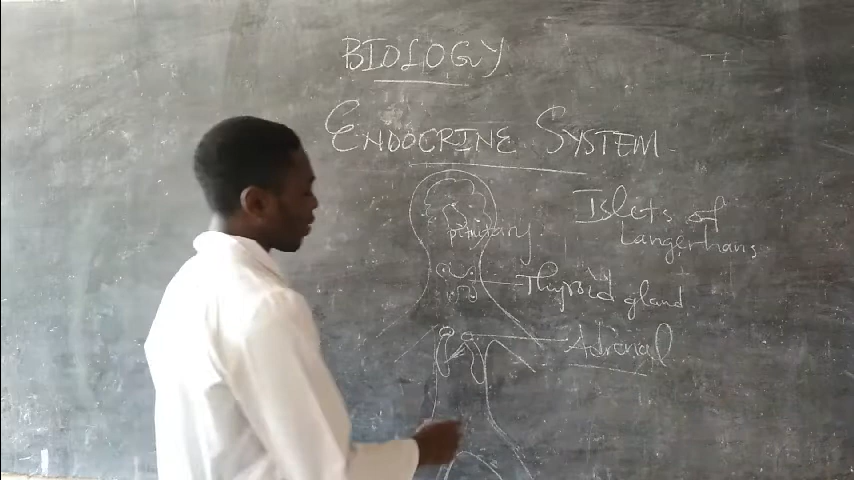 BIOLOGY
ENDOCRINE SYSTEM
Islets of
Langerhans
pituitary
Thyroid gland
Adrenal